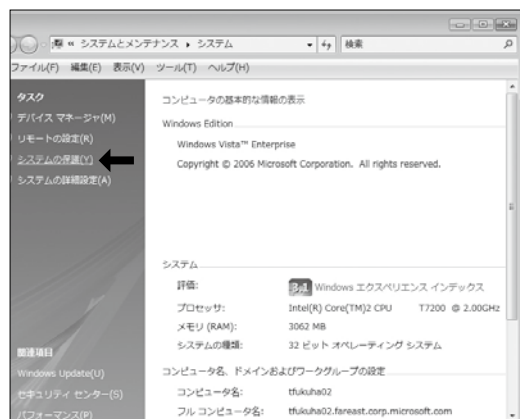 システムとメンテナンス ▸ システム
検索
ファイル(F) 編集(E) 表示(V) ツール(T) ヘルプ(H)
タスク
デバイス マネージャ(M)
リモートの設定(R)
システムの保護(Y)
システムの詳細設定(A)
関連項目
Windows Update(U)
セキュリティ センター(S)
パフォーマンス(P)
コンピュータの基本的な情報の表示
Windows Edition
Windows Vista™ Enterprise
Copyright © 2006 Microsoft Corporation. All rights reserved.
システム
評価: 3.1 Windows エクスペリエンス インデックス
プロセッサ: Intel(R) Core(TM)2 CPU T7200 @ 2.00GHz
メモリ (RAM): 3062 MB
システムの種類: 32 ビット オペレーティング システム
コンピュータ名、ドメインおよびワークグループの設定
コンピュータ名: tfukuha02
フル コンピュータ名: tfukuha02.fareast.corp.microsoft.com